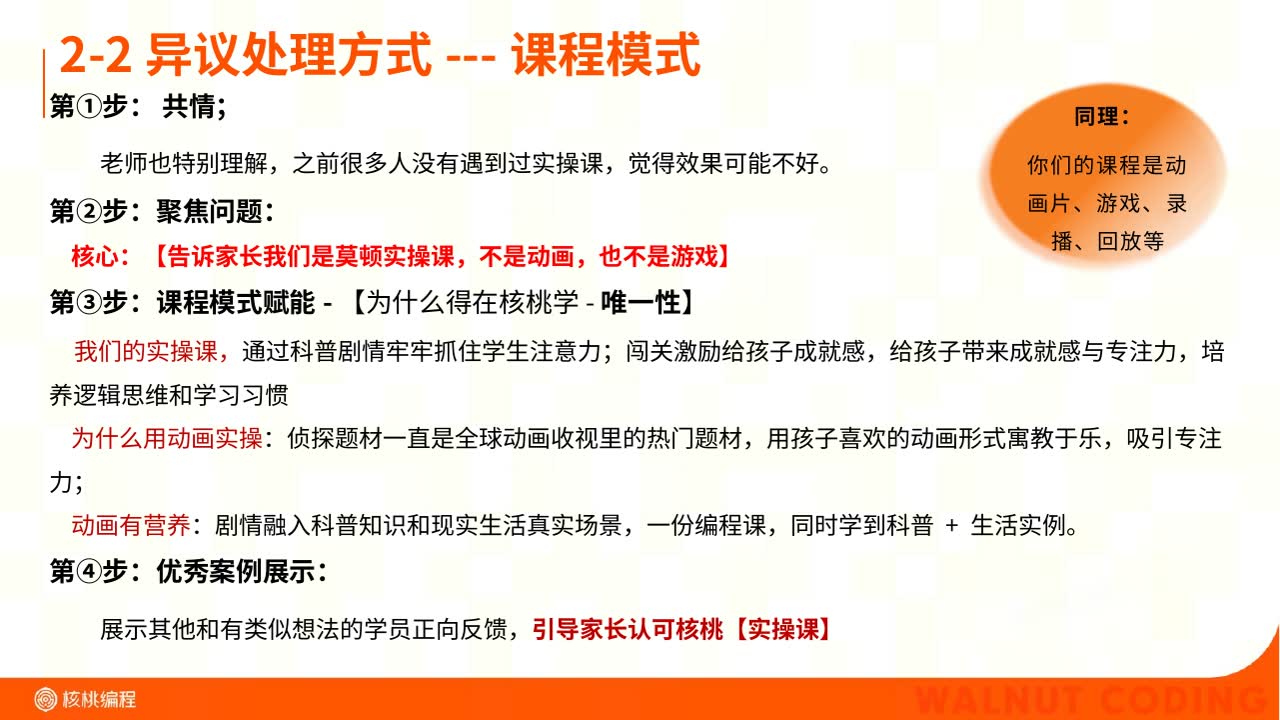 2-2 异议处理方式 --- 课程模式
第①步： 共情；
老师也特别理解，之前很多人没有遇到过实操课，觉得效果可能不好。
第②步：聚焦问题：
核心：【告诉家长我们是莫顿实操课，不是动画，也不是游戏】
第③步：课程模式赋能 - 【为什么得在核桃学 - 唯一性】
我们的实操课，通过科普剧情牢牢抓住学生注意力；闯关激励给孩子成就感，给孩子带来成就感与专注力，培
养逻辑思维和学习习惯
为什么用动画实操：侦探题材一直是全球动画收视里的热门题材，用孩子喜欢的动画形式寓教于乐，吸引专注
力；
动画有营养：剧情融入科普知识和现实生活真实场景，一份编程课，同时学到科普 + 生活实例。
第④步：优秀案例展示：
展示其他和有类似想法的学员正向反馈，引导家长认可核桃【实操课】
同理：
你们的课程是动
画片、游戏、录
播、回放等
核桃编程
WALNUT CODING